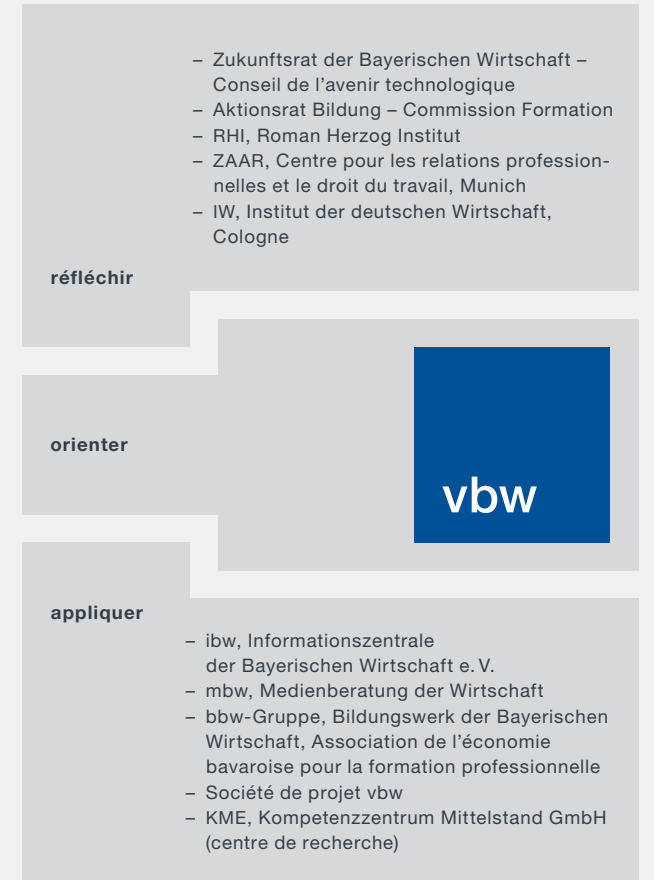 – Zukunftsrat der Bayerischen Wirtschaft –
Conseil de l’avenir technologique
– Aktionsrat Bildung – Commission Formation
– RHI, Roman Herzog Institut
– ZAAR, Centre pour les relations profession-
nelles et le droit du travail, Munich
– IW, Institut der deutschen Wirtschaft,
Cologne
réfléchir
orienter
vbw
appliquer
– ibw, Informationszentrale
der Bayerischen Wirtschaft e. V.
– mbw, Medienberatung der Wirtschaft
– bbw-Gruppe, Bildungswerk der Bayerischen
Wirtschaft, Association de l’économie
bavaroise pour la formation professionnelle
– Société de projet vbw
– KME, Kompetenzzentrum Mittelstand GmbH
(centre de recherche)